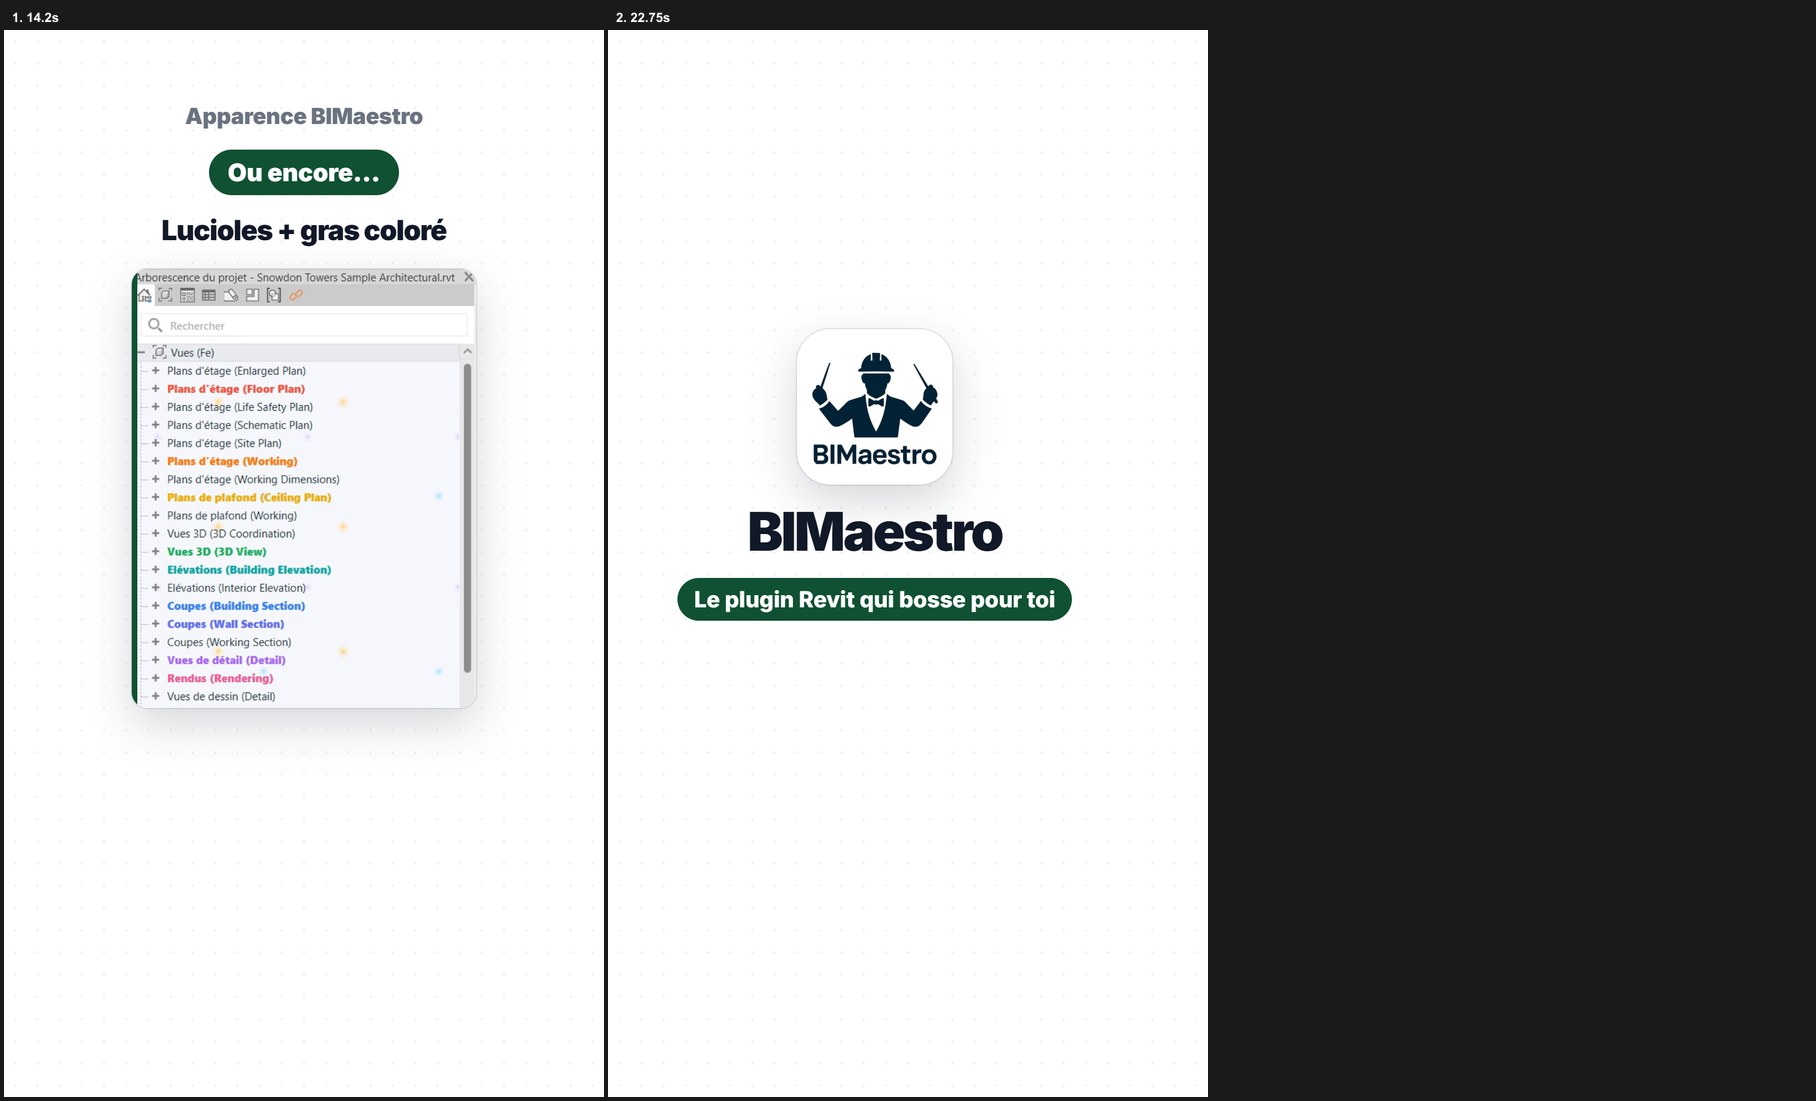 1. 14.2s
Apparence BIMaestro
Ou encore...
Lucioles + gras coloré
Arborescence du projet - Snowdon Towers Sample Architectural.rvt
Rechercher
Vues (Fe)
Plans d'étage (Enlarged Plan)
Plans d'étage (Floor Plan)
Plans d'étage (Life Safety Plan)
Plans d'étage (Schematic Plan)
Plans d'étage (Site Plan)
Plans d'étage (Working)
Plans d'étage (Working Dimensions)
Plans de plafond (Ceiling Plan)
Plans de plafond (Working)
Vues 3D (3D Coordination)
Vues 3D (3D View)
Elévations (Building Elevation)
Elévations (Interior Elevation)
Coupes (Building Section)
Coupes (Wall Section)
Coupes (Working Section)
Vues de détail (Detail)
Rendus (Rendering)
Vues de dessin (Detail)
2. 22.75s
BIMaestro
BIMaestro
Le plugin Revit qui bosse pour toi